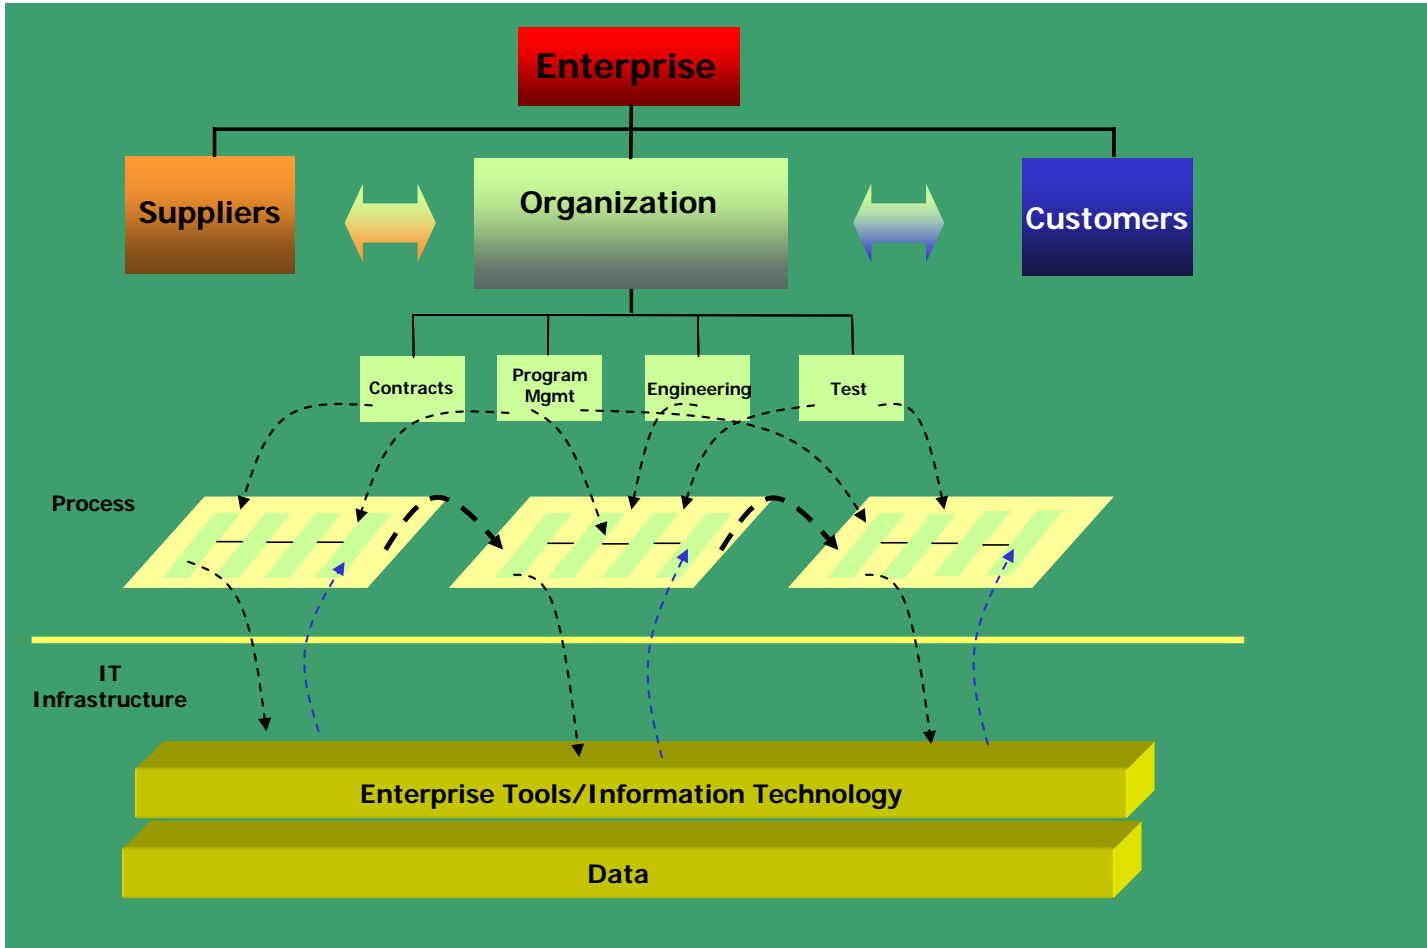 Enterprise
Suppliers
Organization
Customers
Contracts
Program
Mgmt
Engineering
Test
Process
IT
Infrastructure
Enterprise Tools/Information Technology
Data